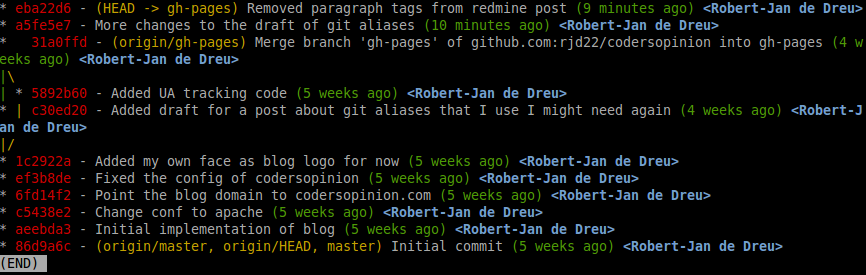 * eba22d6 - (HEAD -> gh-pages) Removed paragraph tags from redmine post (9 minutes ago) <Robert-Jan de Dreu>
* a5fe5e7 - More changes to the draft of git aliases (10 minutes ago) <Robert-Jan de Dreu>
*   31a0ffd - (origin/gh-pages) Merge branch 'gh-pages' of github.com:rjd22/codersopinion into gh-pages (4 w
eeks ago) <Robert-Jan de Dreu>
|\
| * 5892b60 - Added UA tracking code (5 weeks ago) <Robert-Jan de Dreu>
* | c30ed20 - Added draft for a post about git aliases that I use I might need again (4 weeks ago) <Robert-J
an de Dreu>
|/
* 1c2922a - Added my own face as blog logo for now (5 weeks ago) <Robert-Jan de Dreu>
* ef3b8de - Fixed the config of codersopinion (5 weeks ago) <Robert-Jan de Dreu>
* 6fd14f2 - Point the blog domain to codersopinion.com (5 weeks ago) <Robert-Jan de Dreu>
* c5438e2 - Change conf to apache (5 weeks ago) <Robert-Jan de Dreu>
* aeebda3 - Initial implementation of blog (5 weeks ago) <Robert-Jan de Dreu>
* 86d9a6c - (origin/master, origin/HEAD, master) Initial commit (5 weeks ago) <Robert-Jan de Dreu>
(END)